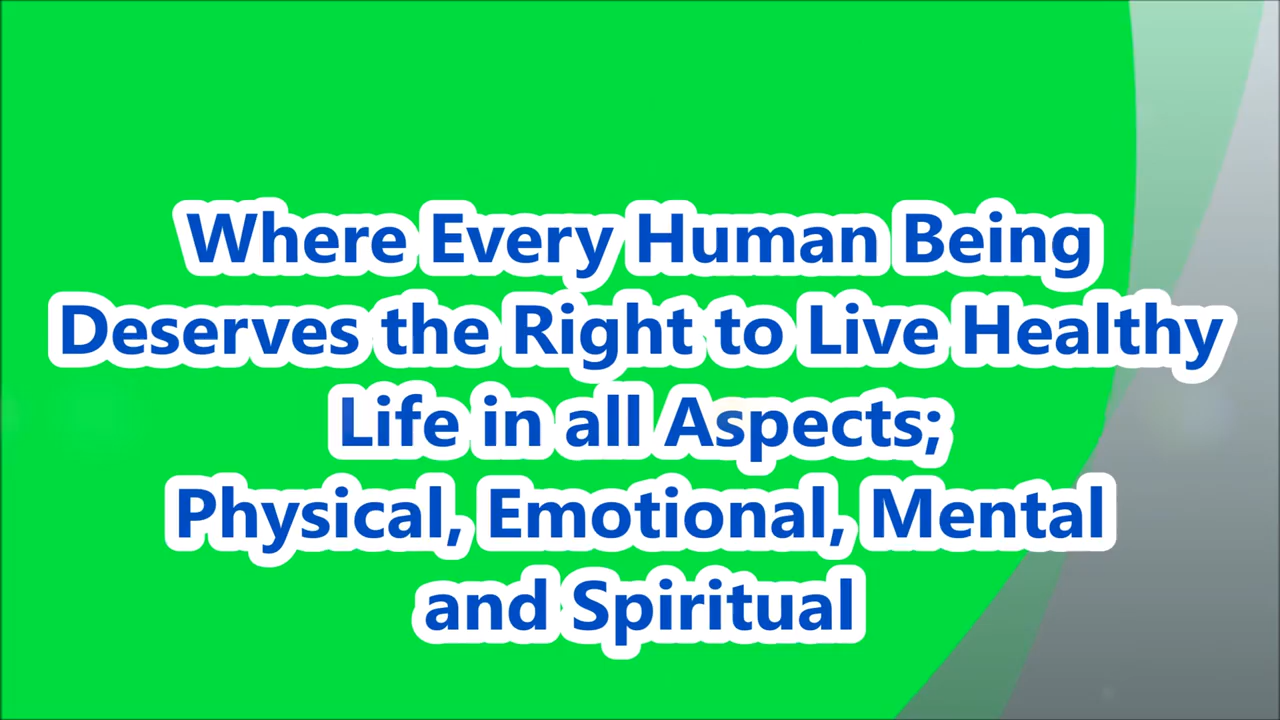 Where Every Human Being
Deserves the Right to Live Healthy
Life in all Aspects;
Physical, Emotional, Mental
and Spiritual